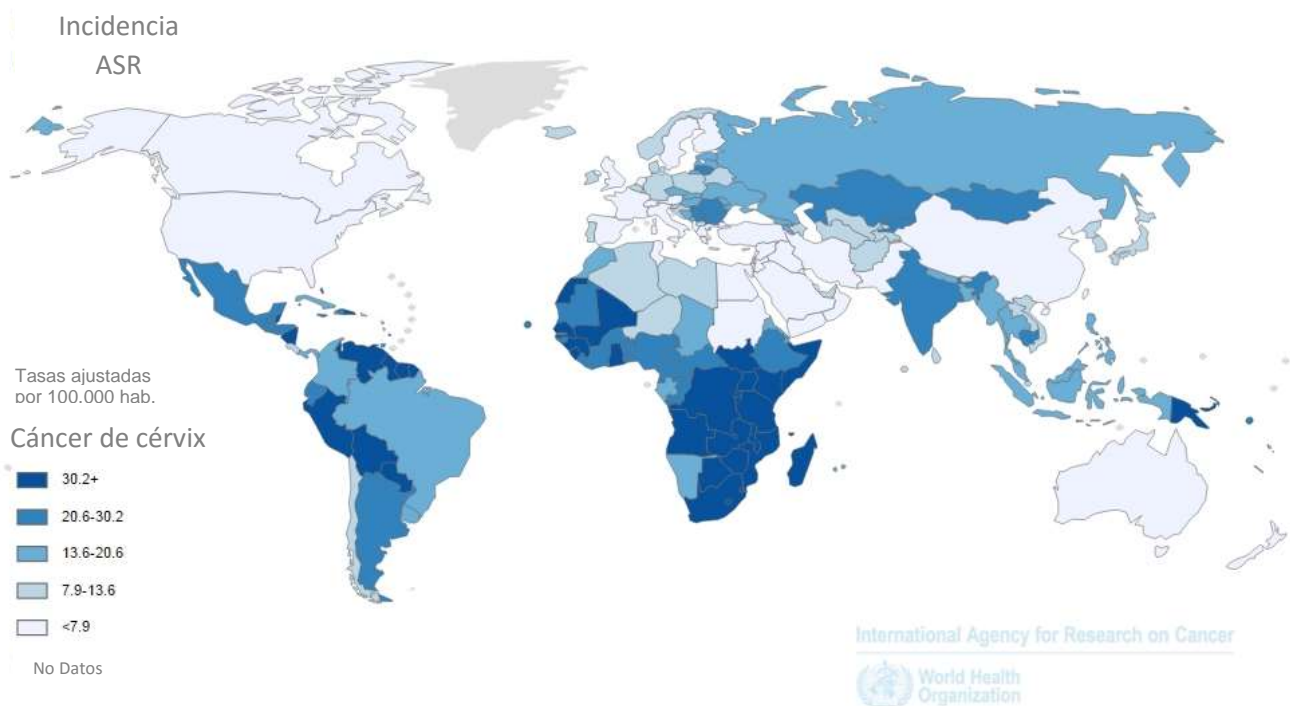 Incidencia
ASR
Tasas ajustadas
por 100.000 hab.
Cáncer de cérvix
30.2+
20.6-30.2
13.6-20.6
7.9-13.6
<7.9
No Datos
International Agency for Research on Cancer
World Health
Organization